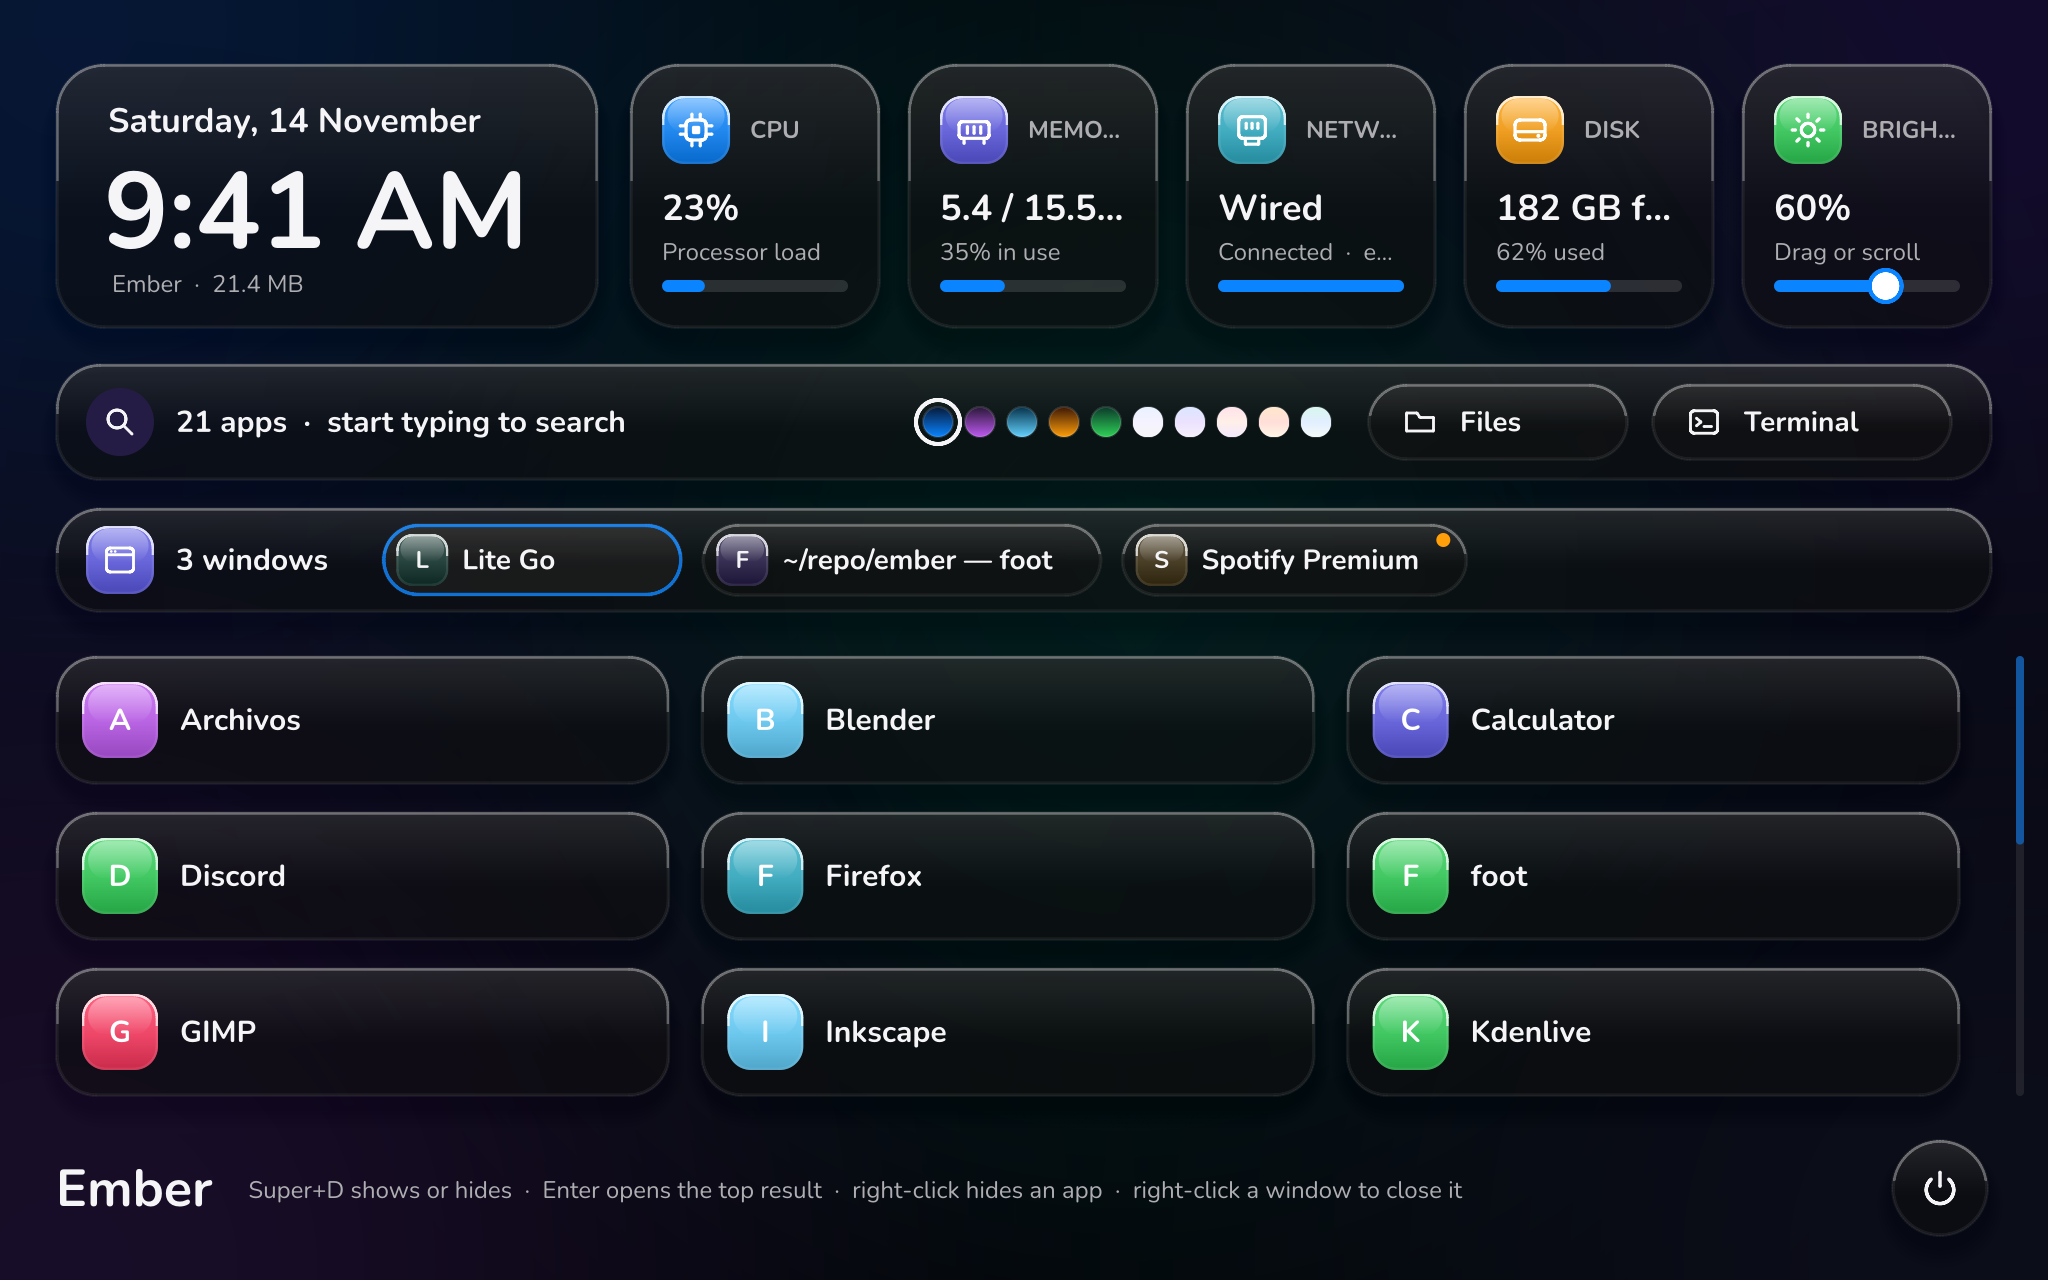 Saturday, 14 November
9:41 AM
Ember · 21.4 MB
CPU
23%
Processor load
MEMO...
5.4 / 15.5...
35% in use
NETW...
Wired
Connected · e...
DISK
182 GB f...
62% used
BRIGH...
60%
Drag or scroll
21 apps · start typing to search
Files
Terminal
3 windows
L Lite Go
F ~/repo/ember — foot
S Spotify Premium
A Archivos
B Blender
C Calculator
D Discord
F Firefox
F foot
G GIMP
I Inkscape
K Kdenlive
Ember
Super+D shows or hides · Enter opens the top result · right-click hides an app · right-click a window to close it